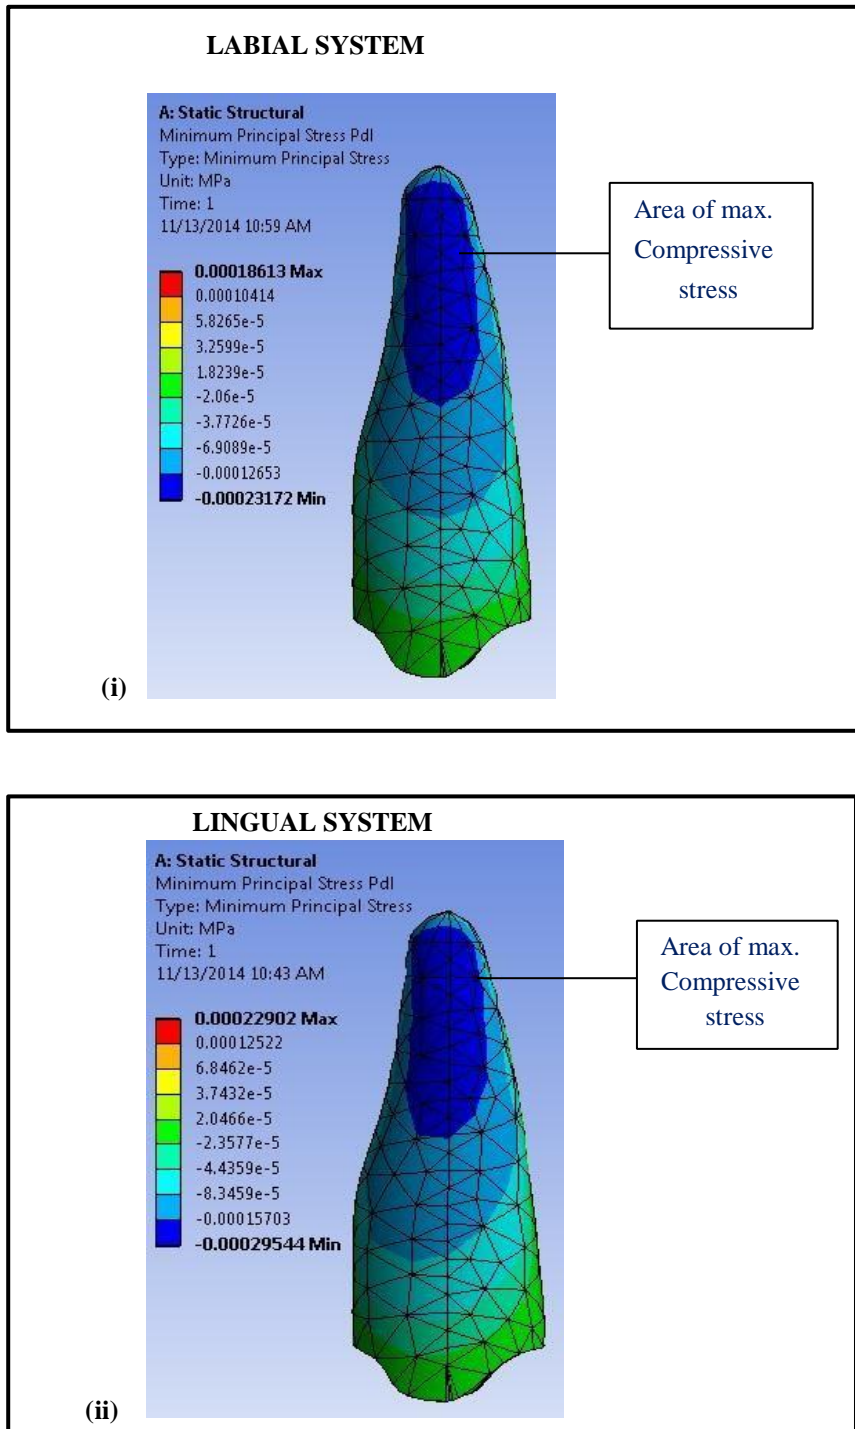 LABIAL SYSTEM
A: Static Structural
Minimum Principal Stress Pdl
Type: Minimum Principal Stress
Unit: MPa
Time: 1
11/13/2014 10:59 AM
0.00018613 Max
0.00010414
5.8265e-5
3.2599e-5
1.8239e-5
-2.06e-5
-3.7726e-5
-6.9089e-5
-0.00012653
-0.00023172 Min
Area of max.
Compressive
stress
(i)
LINGUAL SYSTEM
A: Static Structural
Minimum Principal Stress Pdl
Type: Minimum Principal Stress
Unit: MPa
Time: 1
11/13/2014 10:43 AM
0.00022902 Max
0.00012522
6.8462e-5
3.7432e-5
2.0466e-5
-2.3577e-5
-4.4359e-5
-8.3459e-5
-0.00015703
-0.00029544 Min
Area of max.
Compressive
stress
(ii)